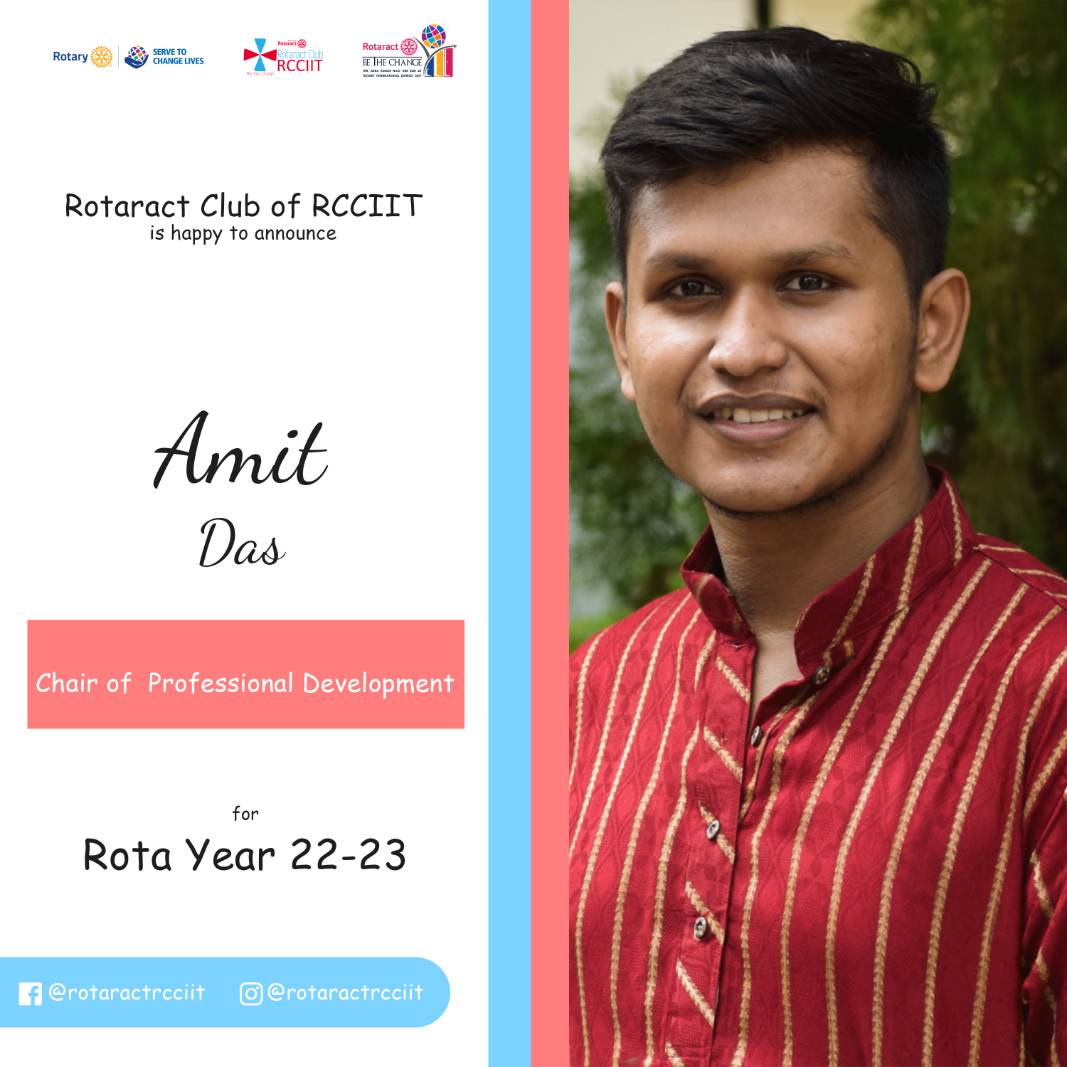 Rotary
SERVE TO
CHANGE LIVES
Rotaract
Rotaract Club
RCCIIT
Rotaract
BE THE CHANGE
Rotaract Club of RCCIIT
is happy to announce
Amit
Das
Chair of  Professional Development
for
Rota Year 22-23
@rotaractrcciit
@rotaractrcciit